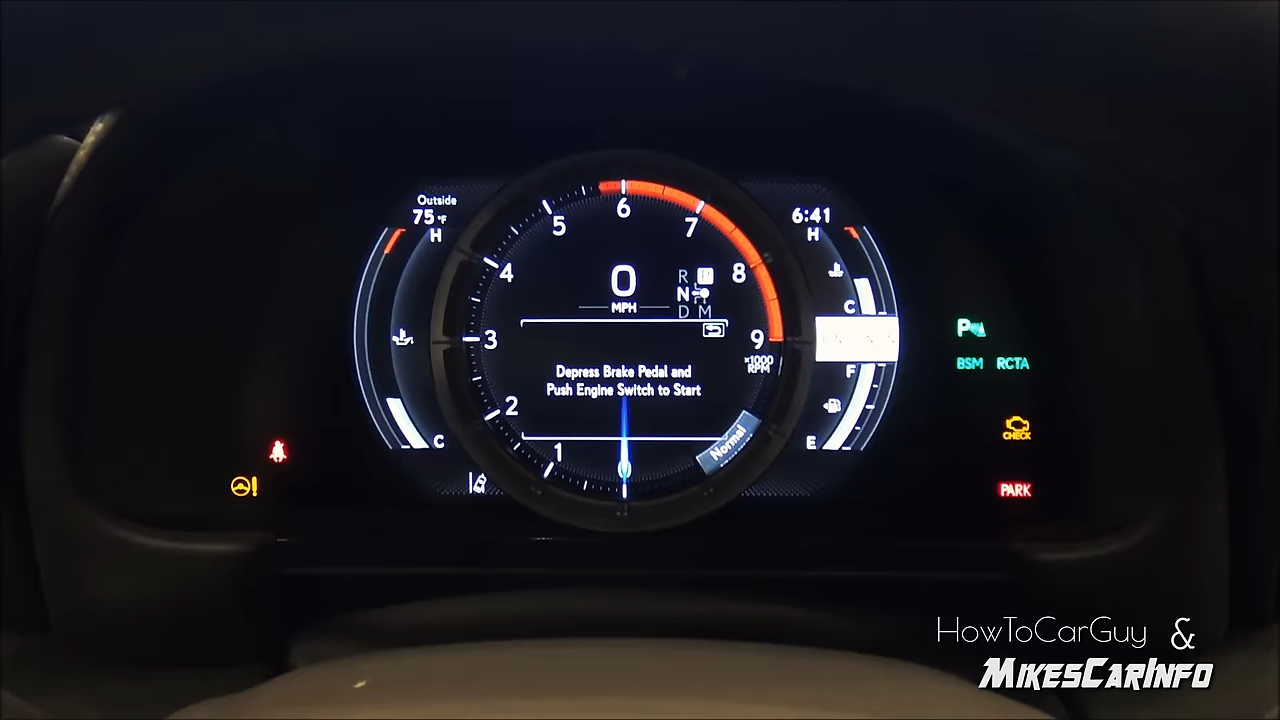 Outside
75°F
H
C
6:41
H
C
F
E
1
2
3
4
5
6
7
8
9
x1000
RPM
0
MPH
R P
N H
D M
Depress Brake Pedal and
Push Engine Switch to Start
Normal
P
BSM RCTA
CHECK
PARK
!
HowToCarGuy &
MikesCarInfo